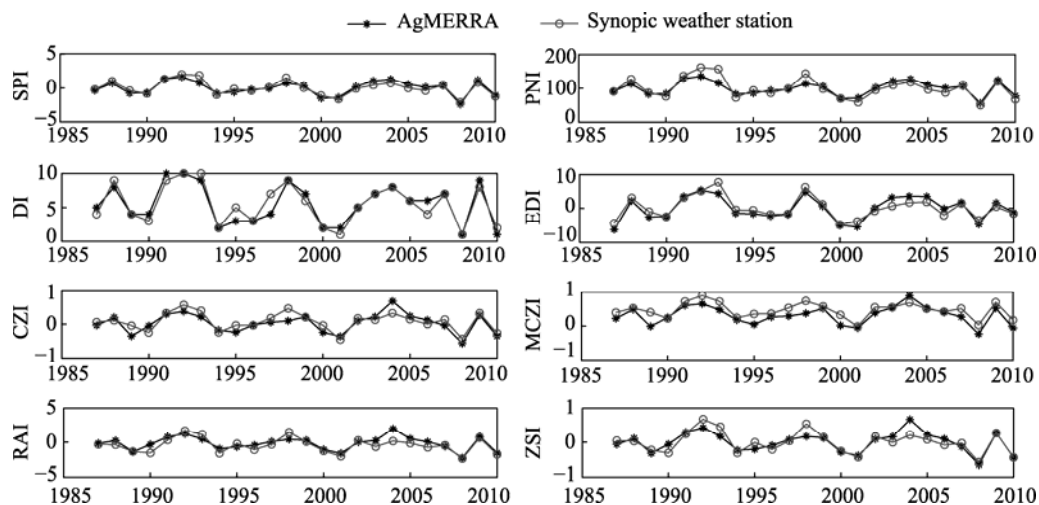 AgMERRA Synopic weather station
SPI 5 0 −5
1985 1990 1995 2000 2005 2010
PNI 200 100 0
1985 1990 1995 2000 2005 2010
DI 10 5 0
1985 1990 1995 2000 2005 2010
EDI 10 0 −10
1985 1990 1995 2000 2005 2010
CZI 1 0 −1
1985 1990 1995 2000 2005 2010
MCZI 1 0 −1
1985 1990 1995 2000 2005 2010
RAI 5 0 −5
1985 1990 1995 2000 2005 2010
ZSI 1 0 −1
1985 1990 1995 2000 2005 2010